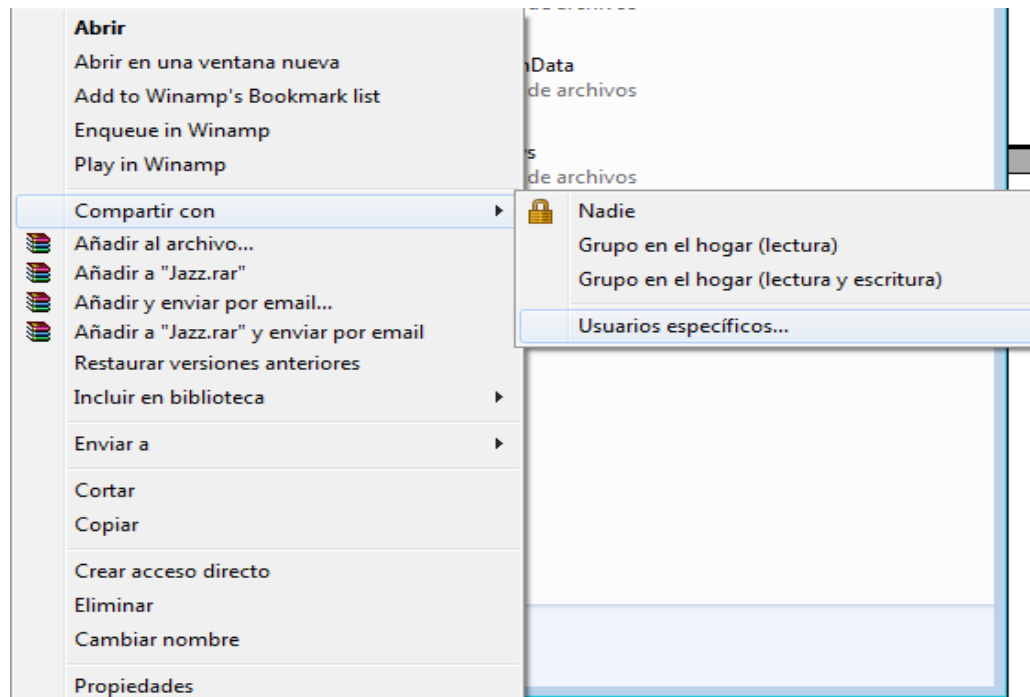 Abrir
Abrir en una ventana nueva
Add to Winamp's Bookmark list
Enqueue in Winamp
Play in Winamp
Compartir con
Añadir al archivo...
Añadir a "Jazz.rar"
Añadir y enviar por email...
Añadir a "Jazz.rar" y enviar por email
Restaurar versiones anteriores
Incluir en biblioteca
Enviar a
Cortar
Copiar
Crear acceso directo
Eliminar
Cambiar nombre
Propiedades
de archivos
Data
de archivos
s
de archivos
Nadie
Grupo en el hogar (lectura)
Grupo en el hogar (lectura y escritura)
Usuarios específicos...